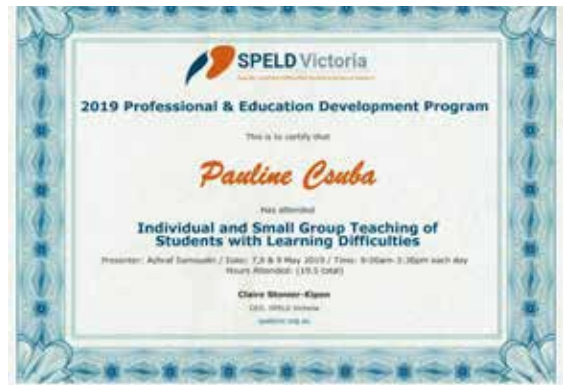 SPELD Victoria
2019 Professional & Education Development Program
This is to certify that
Pauline Csuba
Has attended
Individual and Small Group Teaching of
Students with Learning Difficulties
Presenter: / Date: 7,8 & 9 May 2019 / Time: 9:00am-3:30pm each day
Hours Attended: (19.5 total)
Claire Stonier-Kipen
CEO, SPELD Victoria
speldvic.org.au